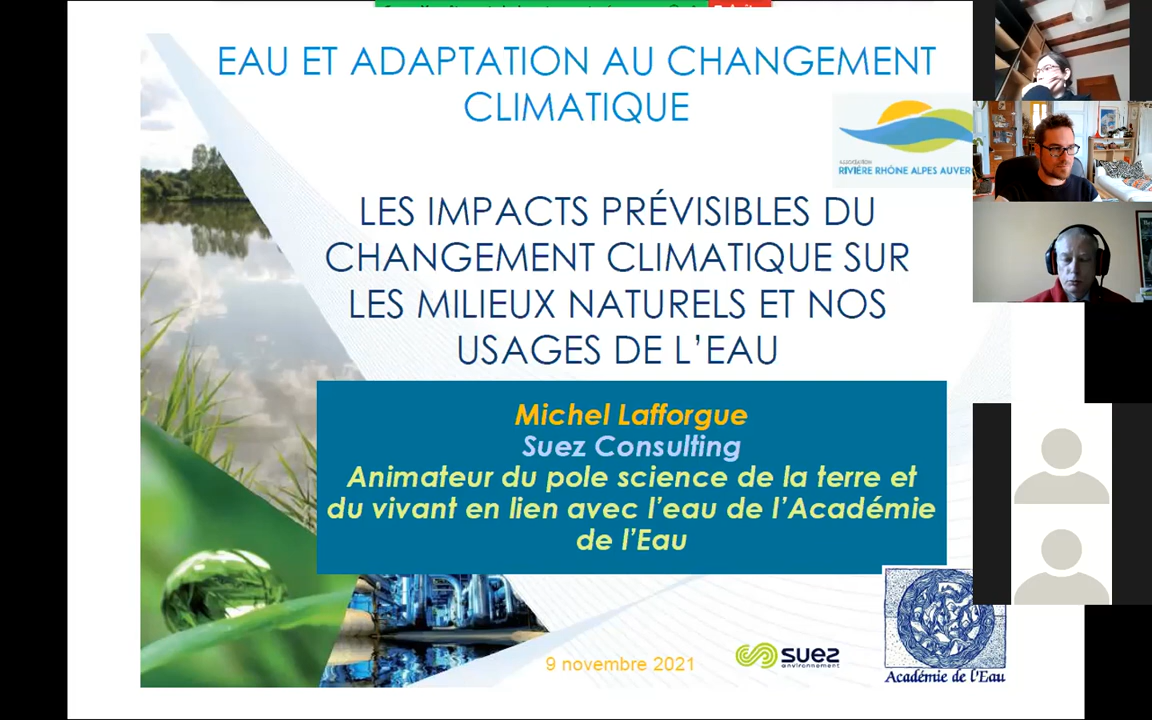 EAU ET ADAPTATION AU CHANGEMENT
CLIMATIQUE
RIVIÈRE RHÔNE ALPES AUVER
LES IMPACTS PRÉVISIBLES DU
CHANGEMENT CLIMATIQUE SUR
LES MILIEUX NATURELS ET NOS
USAGES DE L'EAU
Michel Lafforgue
Suez Consulting
Animateur du pole science de la terre et
du vivant en lien avec l'eau de l'Académie
de l'Eau
9 novembre 2021
suez
environnement
Académie de l'Eau